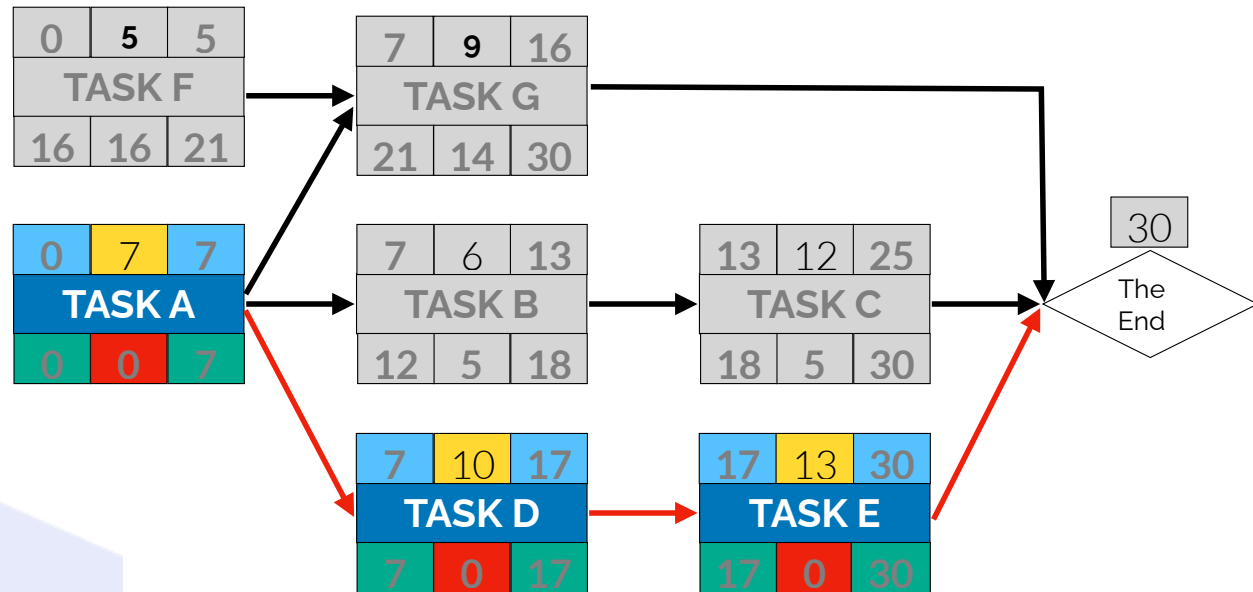 0 5 5
TASK F
16 16 21
7 9 16
TASK G
21 14 30
0 7 7
TASK A
0 0 7
7 6 13
TASK B
12 5 18
13 12 25
TASK C
18 5 30
30
The
End
7 10 17
TASK D
7 0 17
17 13 30
TASK E
17 0 30